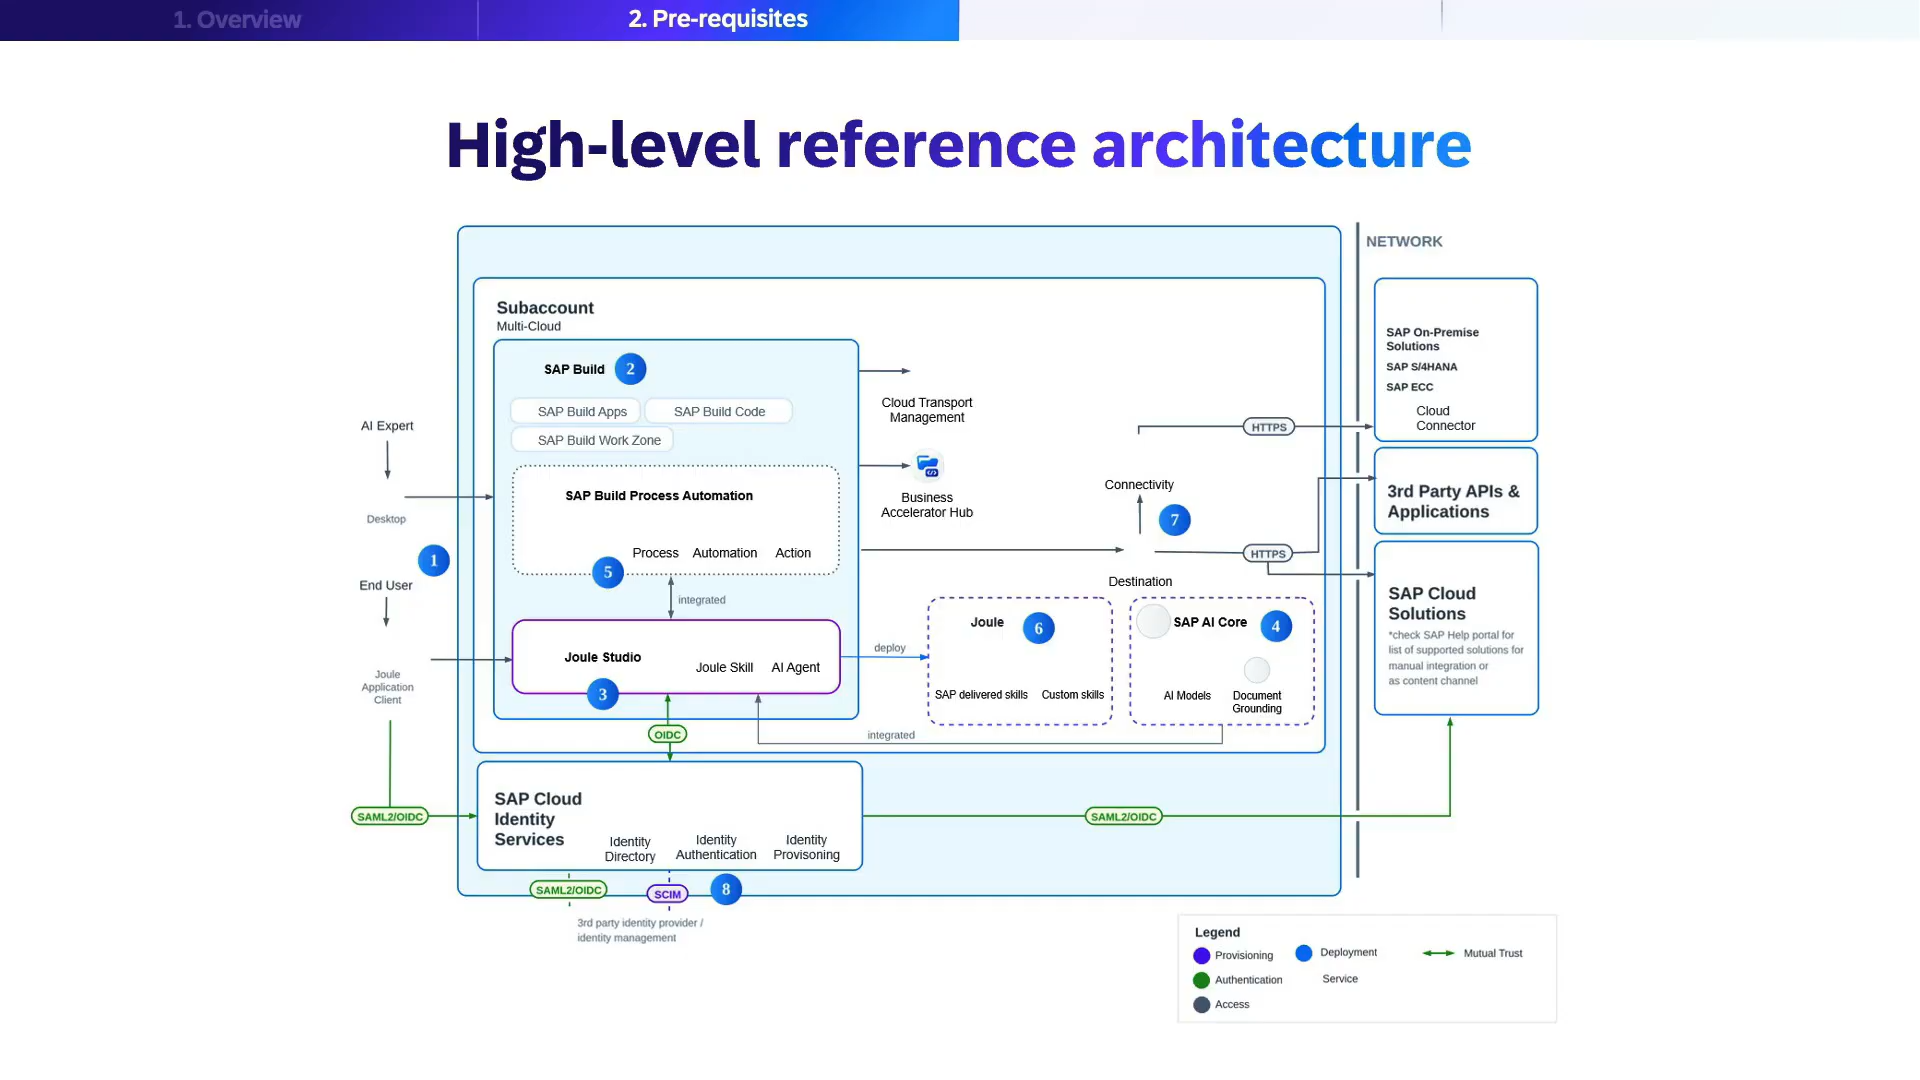 1. Overview
2. Pre-requisites
High-level reference architecture
NETWORK
Subaccount
Multi-Cloud
SAP Build
2
SAP Build Apps
SAP Build Code
SAP Build Work Zone
SAP Build Process Automation
Process
Automation
Action
5
integrated
Joule Studio
Joule Skill
AI Agent
3
AI Expert
Desktop
1
End User
Joule
Application
Client
SAML2/OIDC
OIDC
Cloud Transport
Management
Business
Accelerator Hub
Connectivity
7
Destination
HTTPS
HTTPS
deploy
Joule
6
SAP delivered skills
Custom skills
SAP AI Core
4
AI Models
Document
Grounding
integrated
SAP On-Premise
Solutions
SAP S/4HANA
SAP ECC
Cloud
Connector
3rd Party APIs &
Applications
SAP Cloud
Solutions
*check SAP Help portal for
list of supported solutions for
manual integration or
as content channel
SAP Cloud
Identity
Services
Identity
Directory
Identity
Authentication
Identity
Provisoning
SAML2/OIDC
SAML2/OIDC
SCIM
8
3rd party identity provider /
identity management
Legend
Provisioning
Deployment
Mutual Trust
Authentication
Service
Access